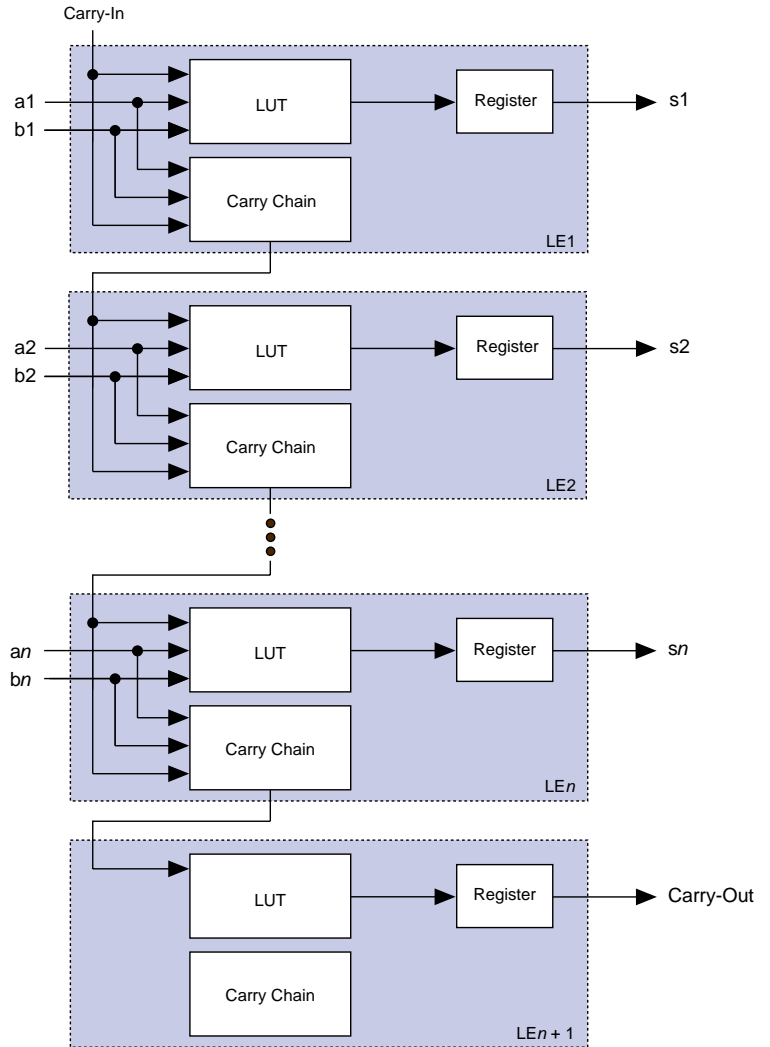 Carry-In
LUT
Register
s1
a1
b1
Carry Chain
LE1
LUT
Register
s2
a2
b2
Carry Chain
LE2
LUT
Register
sn
an
bn
Carry Chain
LEn
LUT
Register
Carry-Out
Carry Chain
LEn + 1